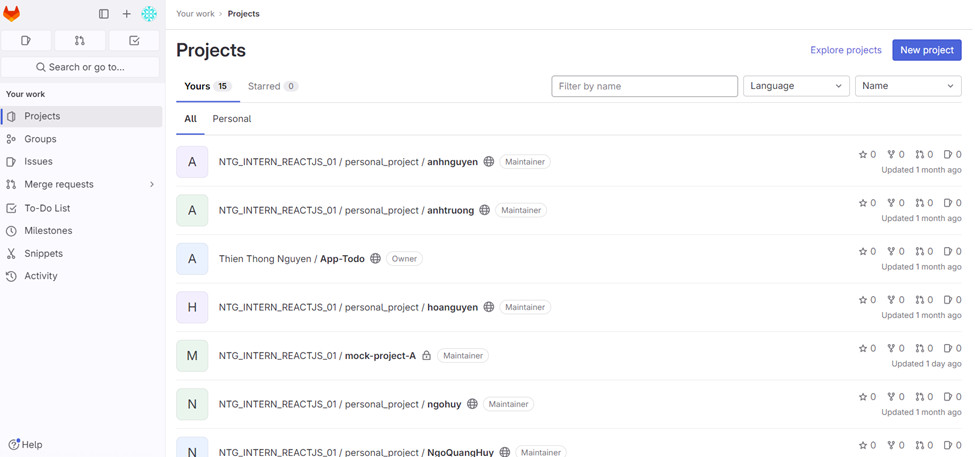 Your work › Projects
Search or go to...
Your work
Projects
Groups
Issues
Merge requests
To-Do List
Milestones
Snippets
Activity
Help
Projects
Explore projects
New project
Yours 15
Starred 0
Filter by name
Language
Name
All
Personal
A
NTG_INTERN_REACTJS_01 / personal_project / anhnguyen
Maintainer
0 0 0 0
Updated 1 month ago
A
NTG_INTERN_REACTJS_01 / personal_project / anhtruong
Maintainer
0 0 0 0
Updated 1 month ago
A
Thien Thong Nguyen / App-Todo
Owner
0 0 0 0
Updated 1 month ago
H
NTG_INTERN_REACTJS_01 / personal_project / hoanguyen
Maintainer
0 0 0 0
Updated 1 month ago
M
NTG_INTERN_REACTJS_01 / mock-project-A
Maintainer
0 0 0 0
Updated 1 day ago
N
NTG_INTERN_REACTJS_01 / personal_project / ngohuy
Maintainer
0 0 0 0
Updated 1 month ago
N
NTG_INTERN_REACTJS_01 / personal_project / NgoQuangHuy
Maintainer
0 0 0 0